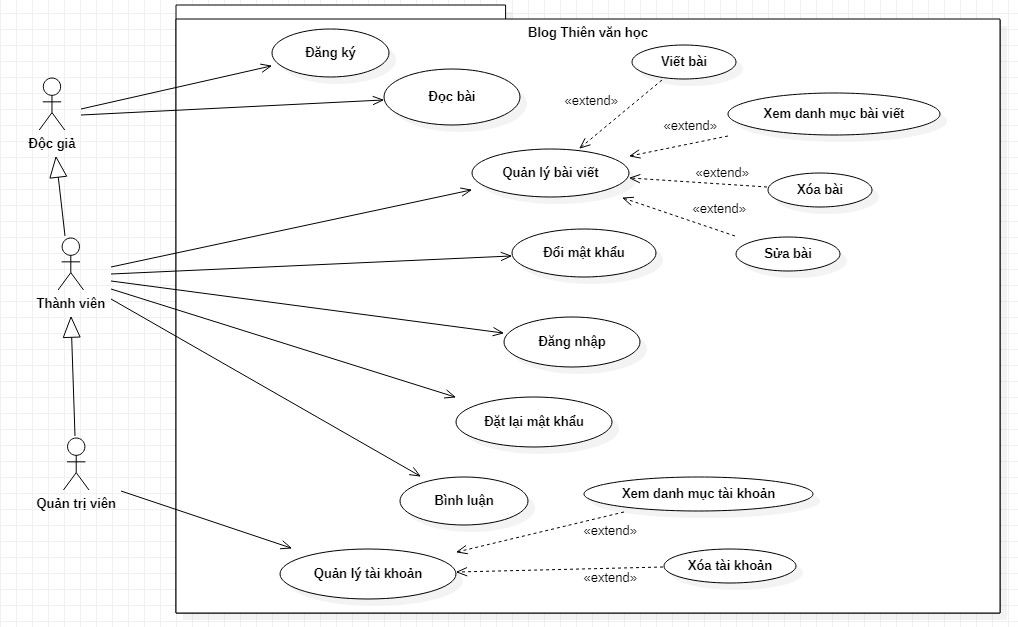 Blog Thiên văn học
Đăng ký
Viết bài
Đọc bài
«extend»
Xem danh mục bài viết
«extend»
Độc giả
Quản lý bài viết
«extend»
Xóa bài
«extend»
Đổi mật khẩu
Sửa bài
Thành viên
Đăng nhập
Đặt lại mật khẩu
Quản trị viên
Bình luận
Xem danh mục tài khoản
«extend»
Quản lý tài khoản
Xóa tài khoản
«extend»